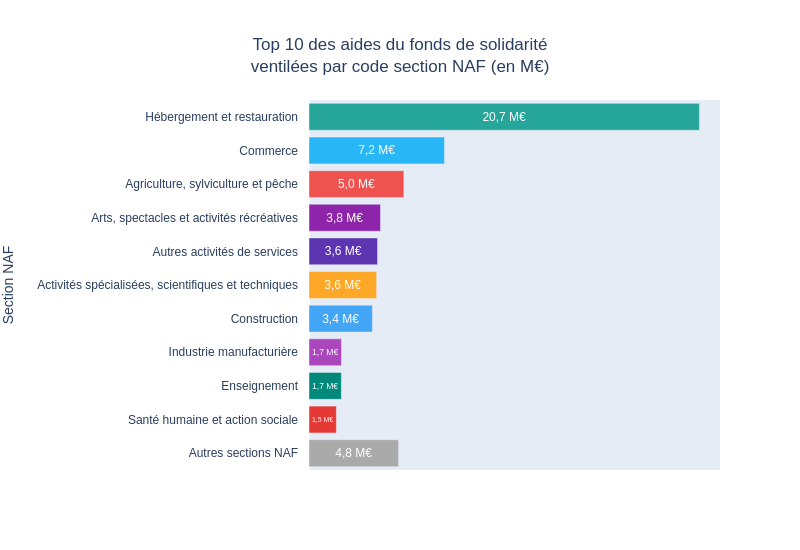 Top 10 des aides du fonds de solidarité
ventilées par code section NAF (en M€)
Section NAF
Hébergement et restauration 20,7 M€
Commerce 7,2 M€
Agriculture, sylviculture et pêche 5,0 M€
Arts, spectacles et activités récréatives 3,8 M€
Autres activités de services 3,6 M€
Activités spécialisées, scientifiques et techniques 3,6 M€
Construction 3,4 M€
Industrie manufacturière 1,7 M€
Enseignement 1,7 M€
Santé humaine et action sociale 1,5 M€
Autres sections NAF 4,8 M€